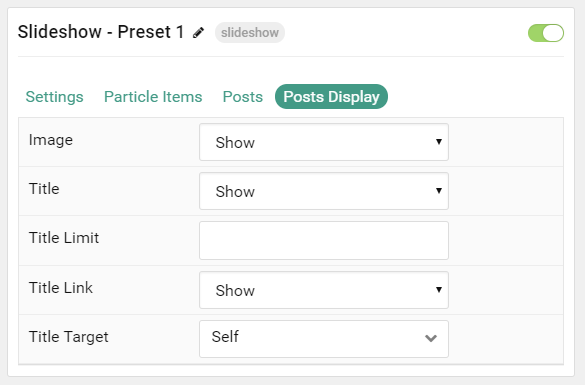 Slideshow - Preset 1 slideshow
Settings Particle Items Posts Posts Display
Image Show
Title Show
Title Limit
Title Link Show
Title Target Self